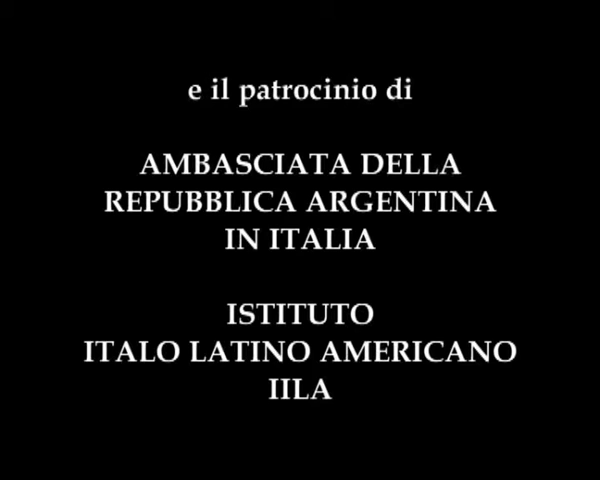 e il patrocinio di
AMBASCIATA DELLA
REPUBBLICA ARGENTINA
IN ITALIA
ISTITUTO
ITALO LATINO AMERICANO
IILA